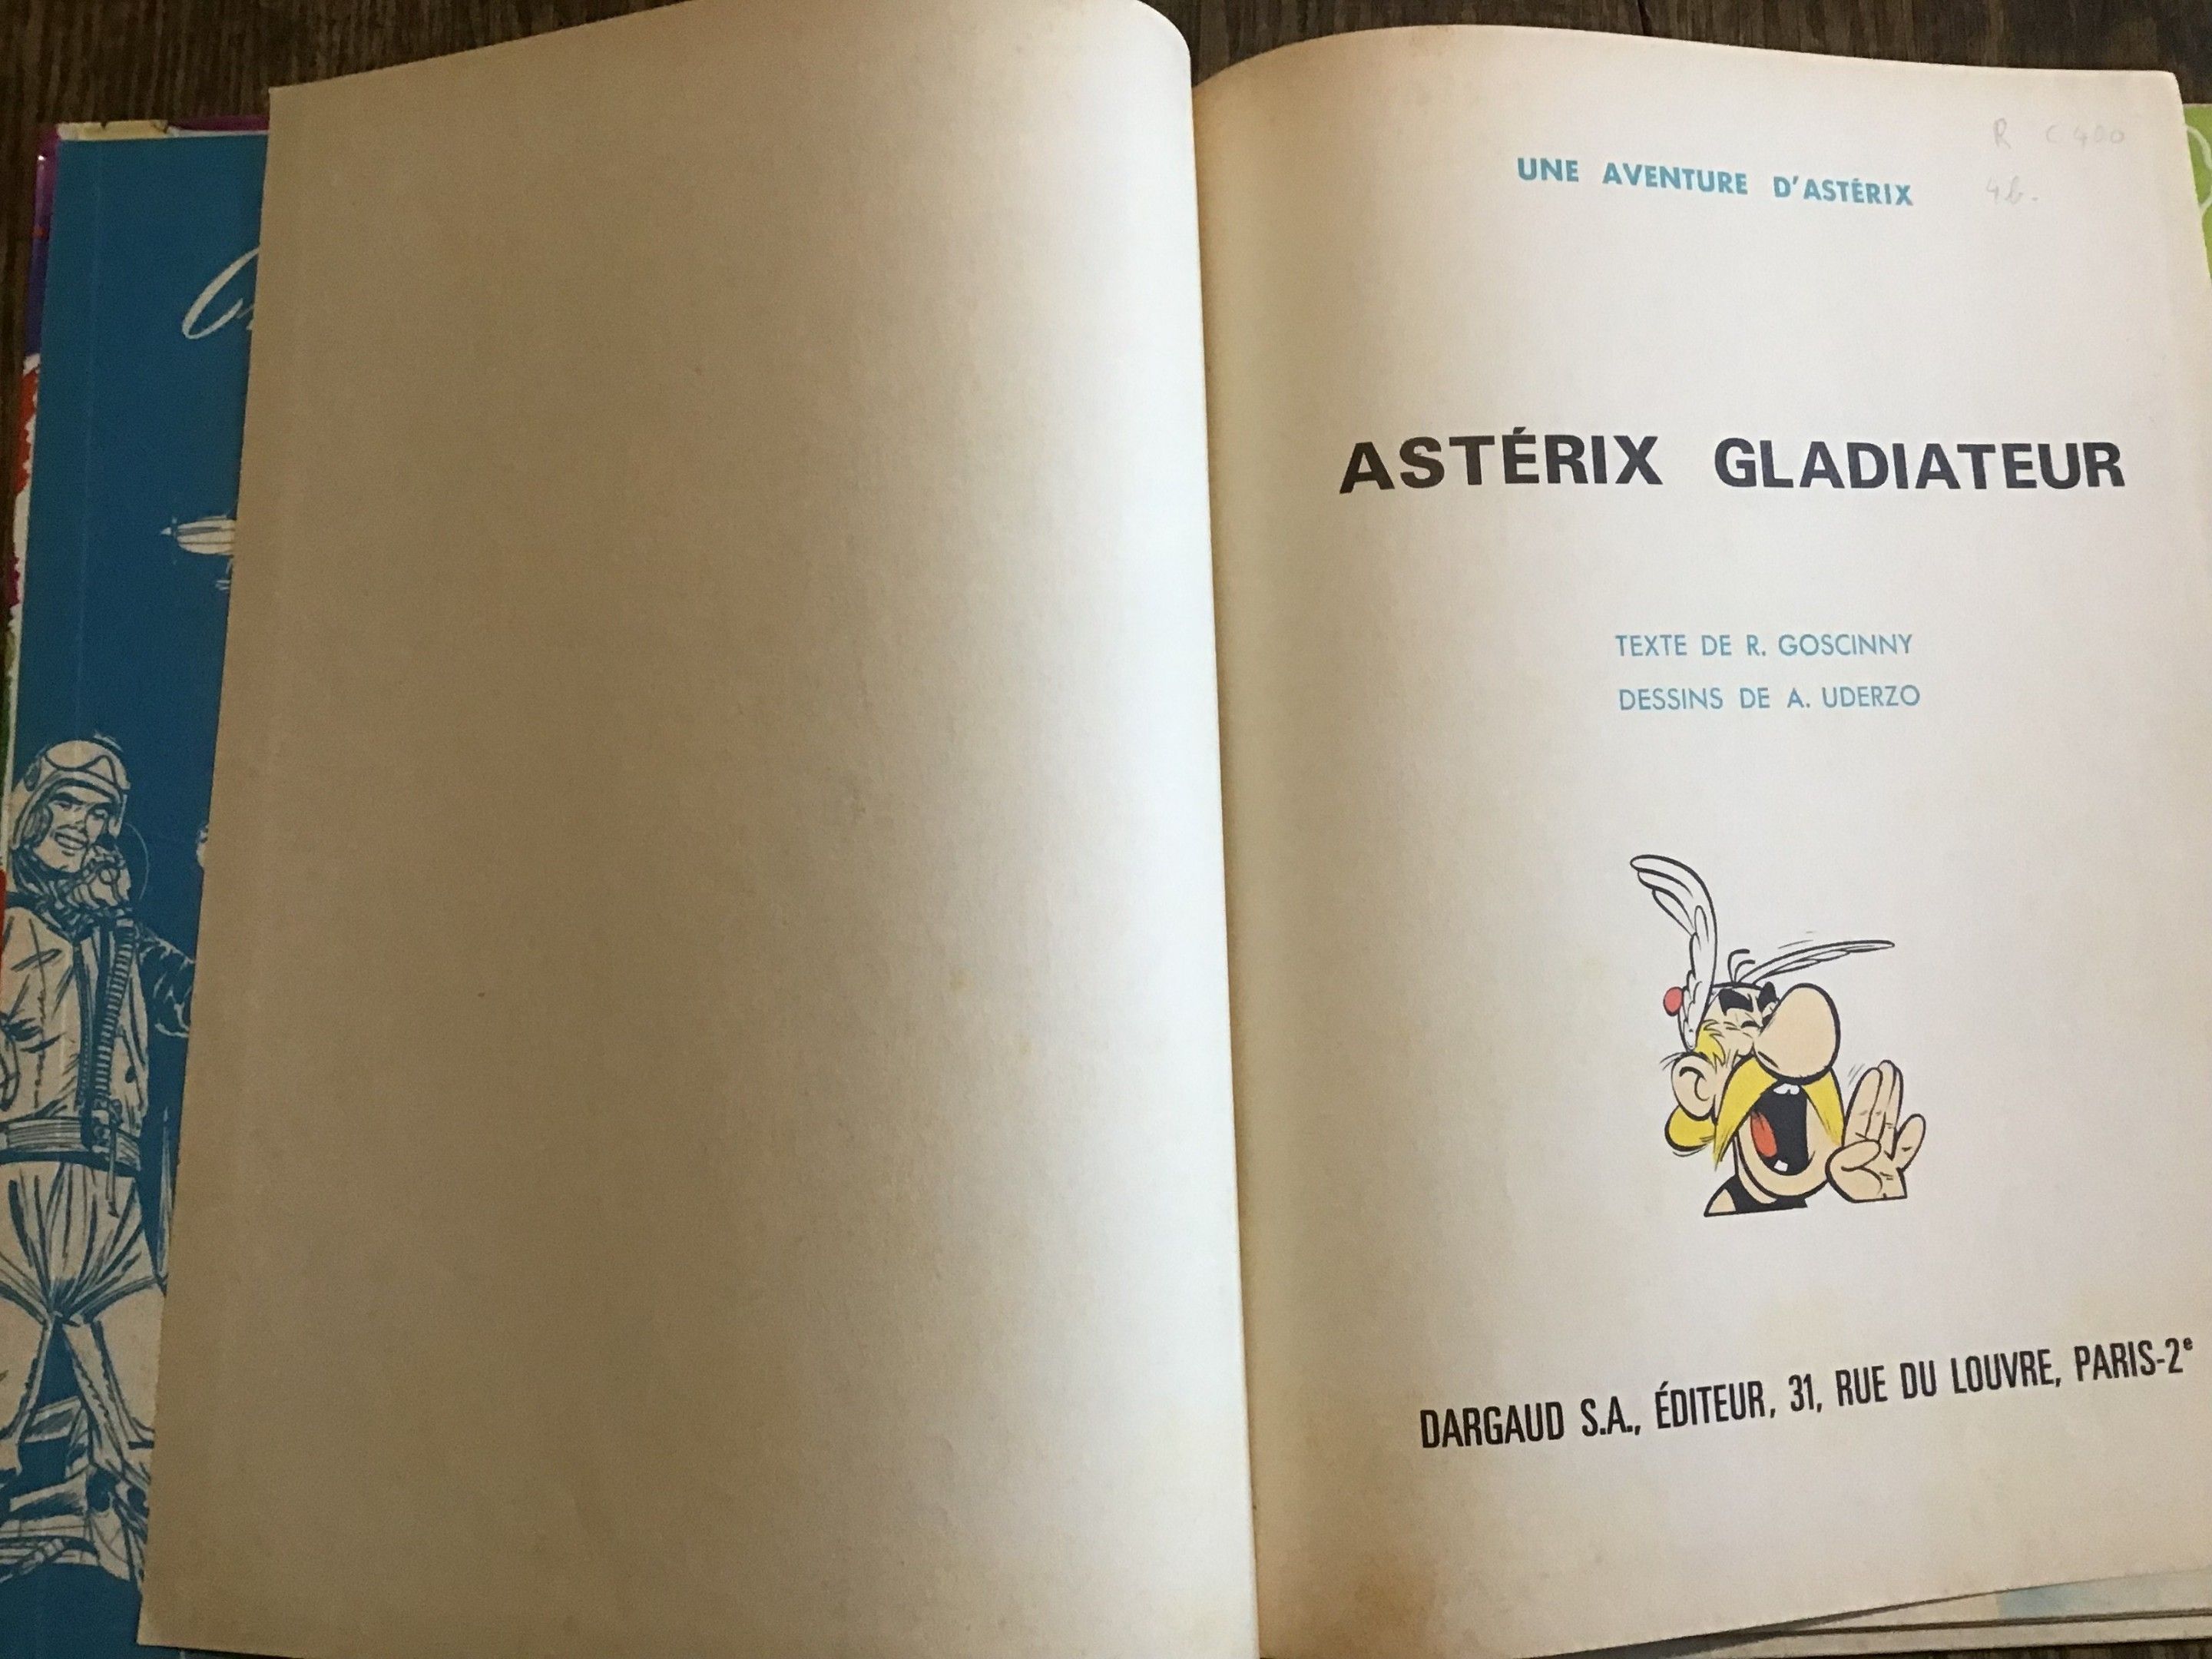 UNE AVENTURE D'ASTÉRIX
ASTÉRIX GLADIATEUR
TEXTE DE R. GOSCINNY
DESSINS DE A. UDERZO
DARGAUD S.A., ÉDITEUR, 31, RUE DU LOUVRE, PARIS-2e